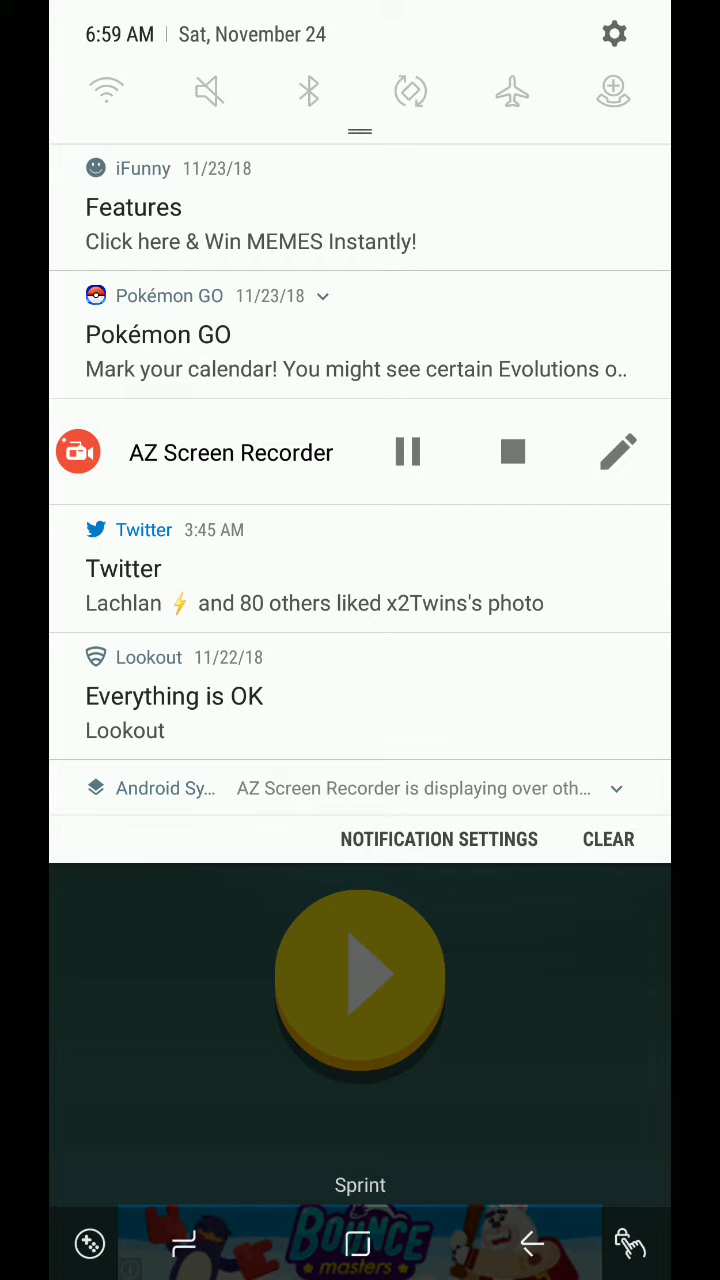 6:59 AM | Sat, November 24
iFunny 11/23/18
Features
Click here & Win MEMES Instantly!
Pokémon GO 11/23/18
Pokémon GO
Mark your calendar! You might see certain Evolutions o..
AZ Screen Recorder
Twitter 3:45 AM
Twitter
Lachlan ⚡ and 80 others liked x2Twins's photo
Lookout 11/22/18
Everything is OK
Lookout
Android Sy... AZ Screen Recorder is displaying over oth...
NOTIFICATION SETTINGS CLEAR
Sprint
BOUNCE
masters